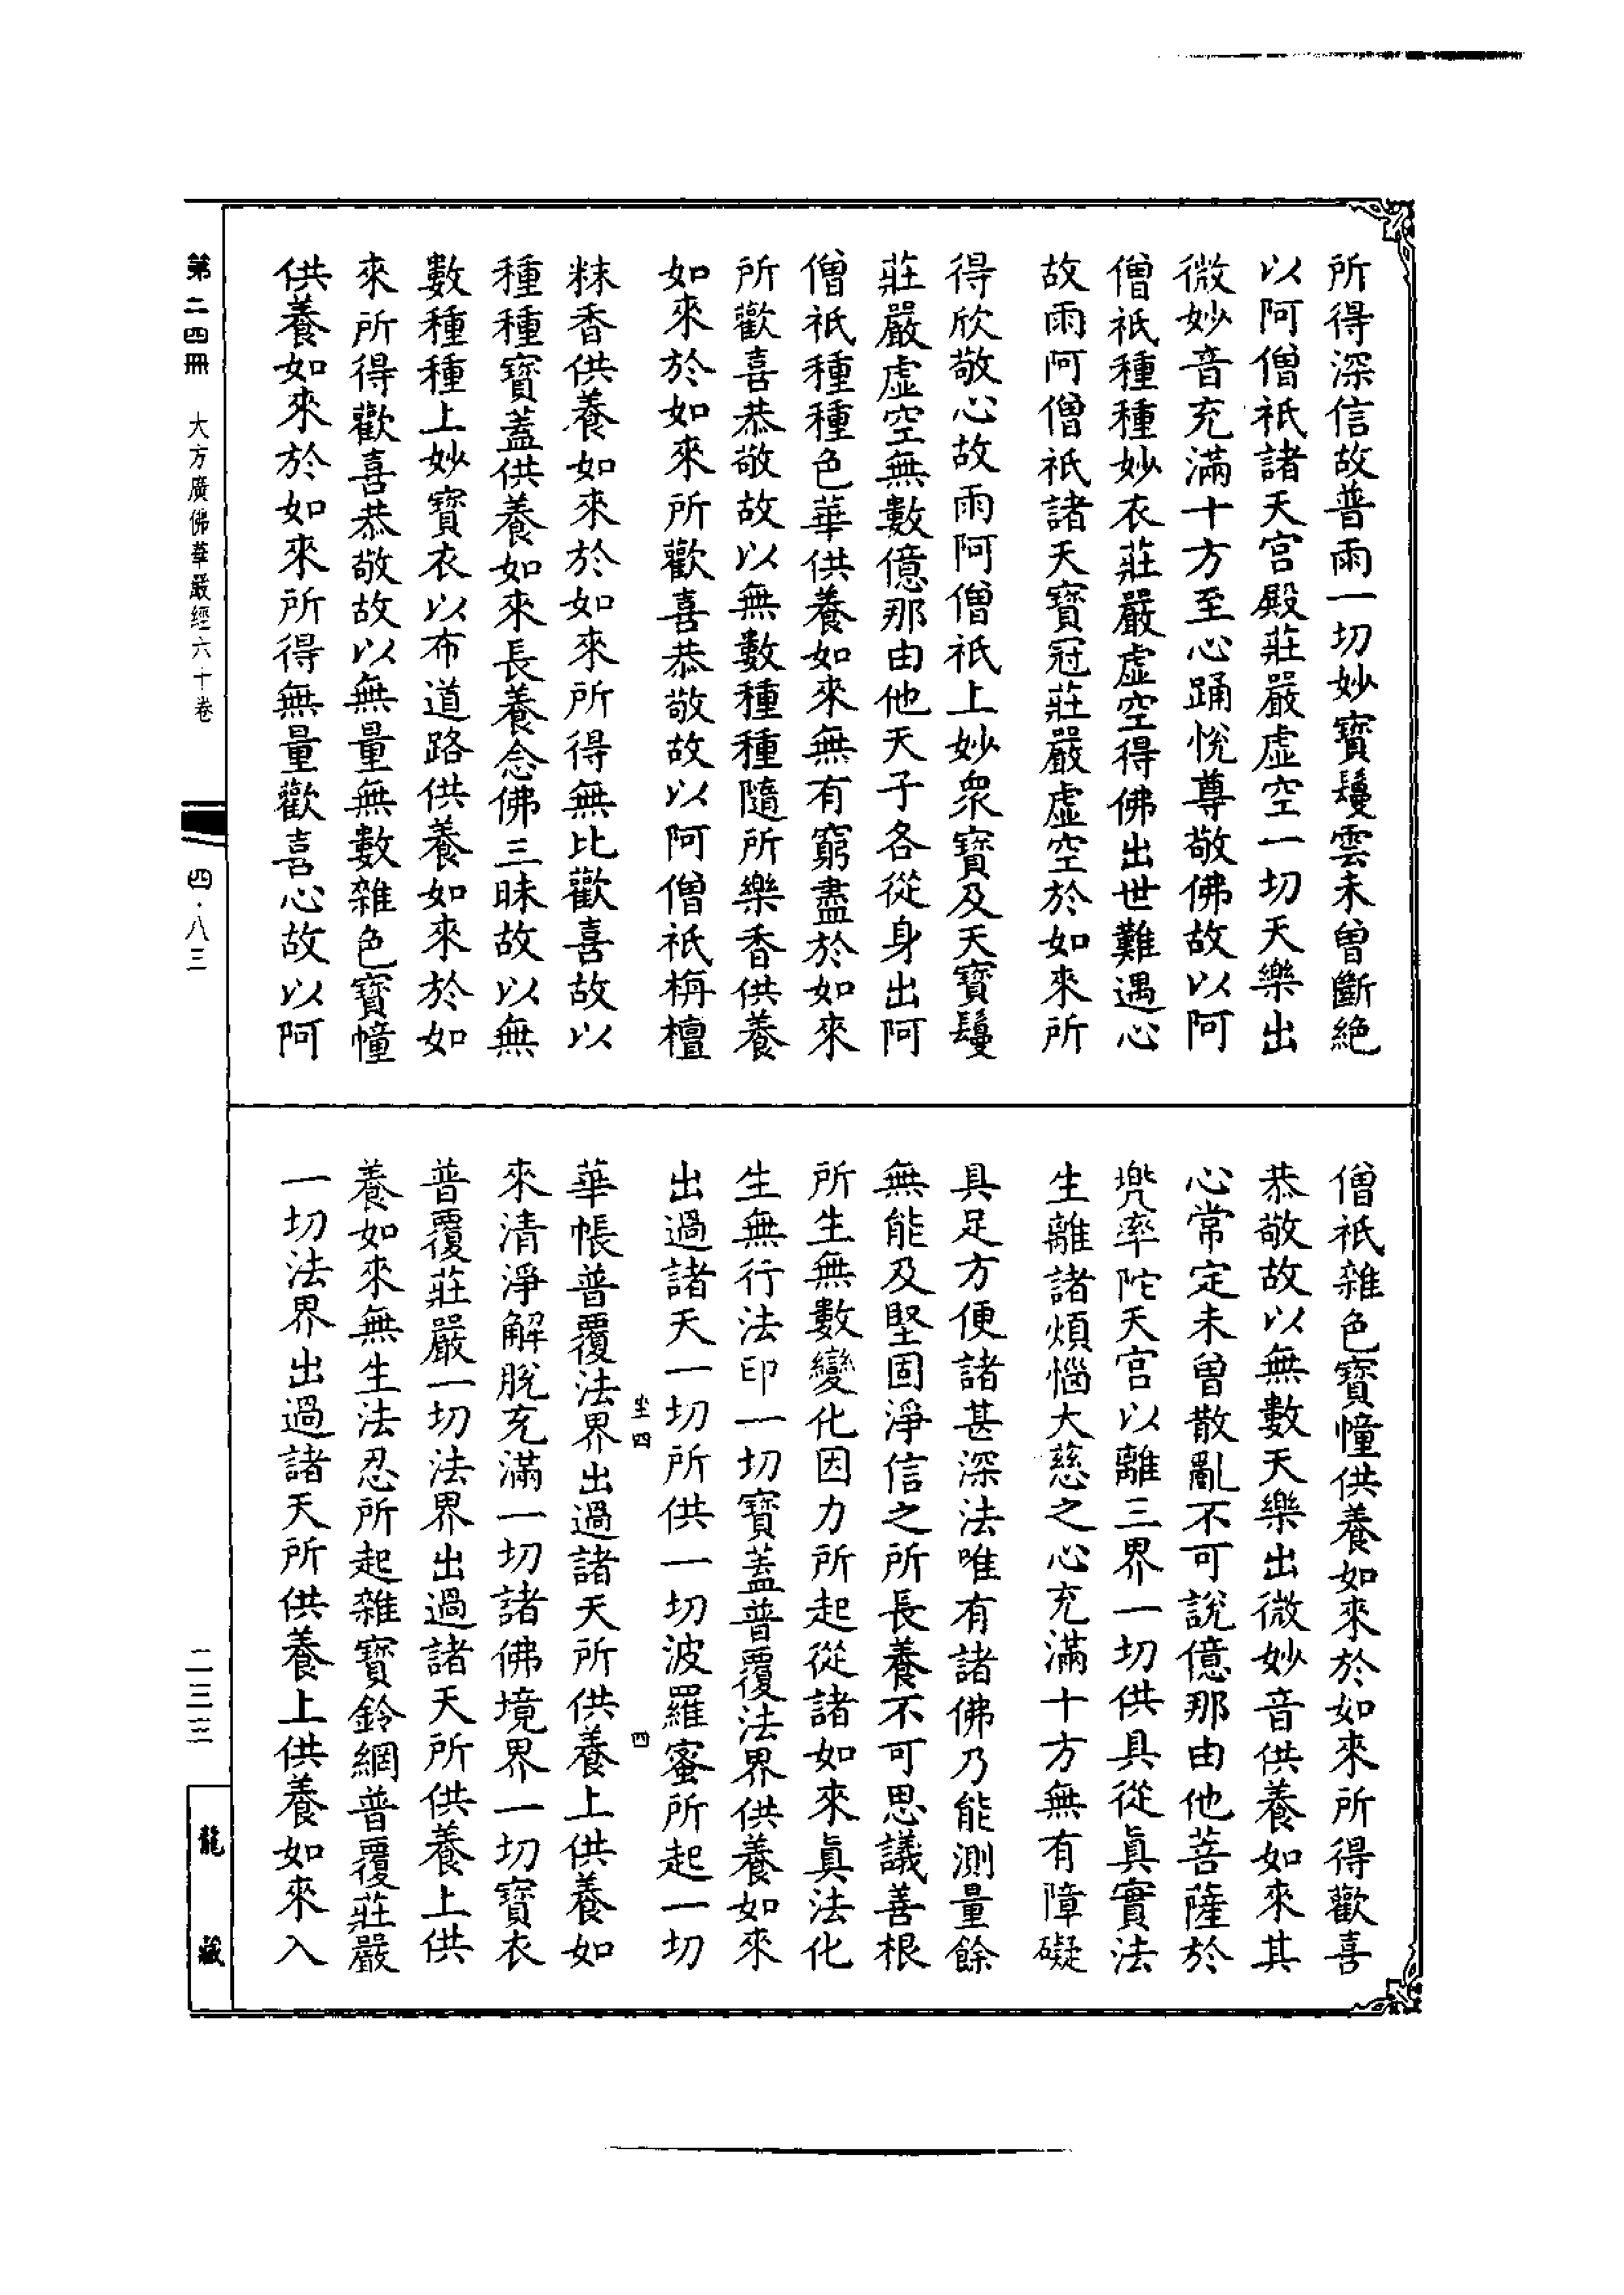 所得深信故普雨一切妙寶鬘雲未曾斷絕
以阿僧祇諸天宮殿莊嚴虛空一切天樂出
微妙音充滿十方至心踊悅尊敬佛故以阿
僧祇種種妙衣莊嚴虛空得佛出世難遇心
故雨阿僧祇諸天寶冠莊嚴虛空於如來所
得欣敬心故雨阿僧祇上妙眾寶及天寶鬘
莊嚴虛空無數億那由他天子各從身出阿
僧祇種種色華供養如來無有窮盡於如來
所歡喜恭敬故以無數種種隨所樂香供養
如來於如來所歡喜恭敬故以阿僧祇栴檀
粖香供養如來於如來所得無比歡喜故以
種種寶蓋供養如來長養念佛三昧故以無
數種種上妙寶衣以布道路供養如來於如
來所得歡喜恭敬故以無量無數雜色寶幢
供養如來於如來所得無量歡喜心故以阿
僧祇雜色寶幢供養如來於如來所得歡喜
恭敬故以無數天樂出微妙音供養如來其
心常定未曾散亂不可說億那由他菩薩於
兜率陀天宮以離三界一切供具從眞實法
生離諸煩惱大慈之心充滿十方無有障礙
具足方便諸甚深法唯有諸佛乃能測量餘
無能及堅固淨信之所長養不可思議善根
所生無數變化因力所起從諸如來眞法化
生無行法印一切寶蓋普覆法界供養如來
出過諸天一切所供一切波羅蜜所起一切
坐四 四
華帳普覆法界出過諸天所供養上供養如
來清淨解脫充滿一切諸佛境界一切寶衣
普覆莊嚴一切法界出過諸天所供養上供
養如來無生法忍所起雜寶鈴網普覆莊嚴
一切法界出過諸天所供養上供養如來入
第二四冊 大方廣佛華嚴經六十卷 四·八三 二三三 龍藏